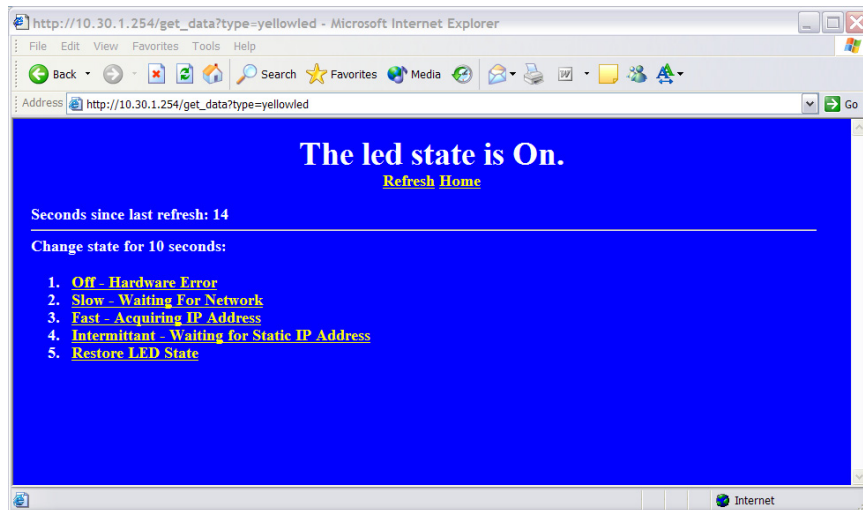 http://10.30.1.254/get_data?type=yellowled - Microsoft Internet Explorer
File Edit View Favorites Tools Help
Back Search Favorites Media
Address http://10.30.1.254/get_data?type=yellowled Go
The led state is On.
Refresh Home
Seconds since last refresh: 14
Change state for 10 seconds:
1. Off - Hardware Error
2. Slow - Waiting For Network
3. Fast - Acquiring IP Address
4. Intermittant - Waiting for Static IP Address
5. Restore LED State
Internet